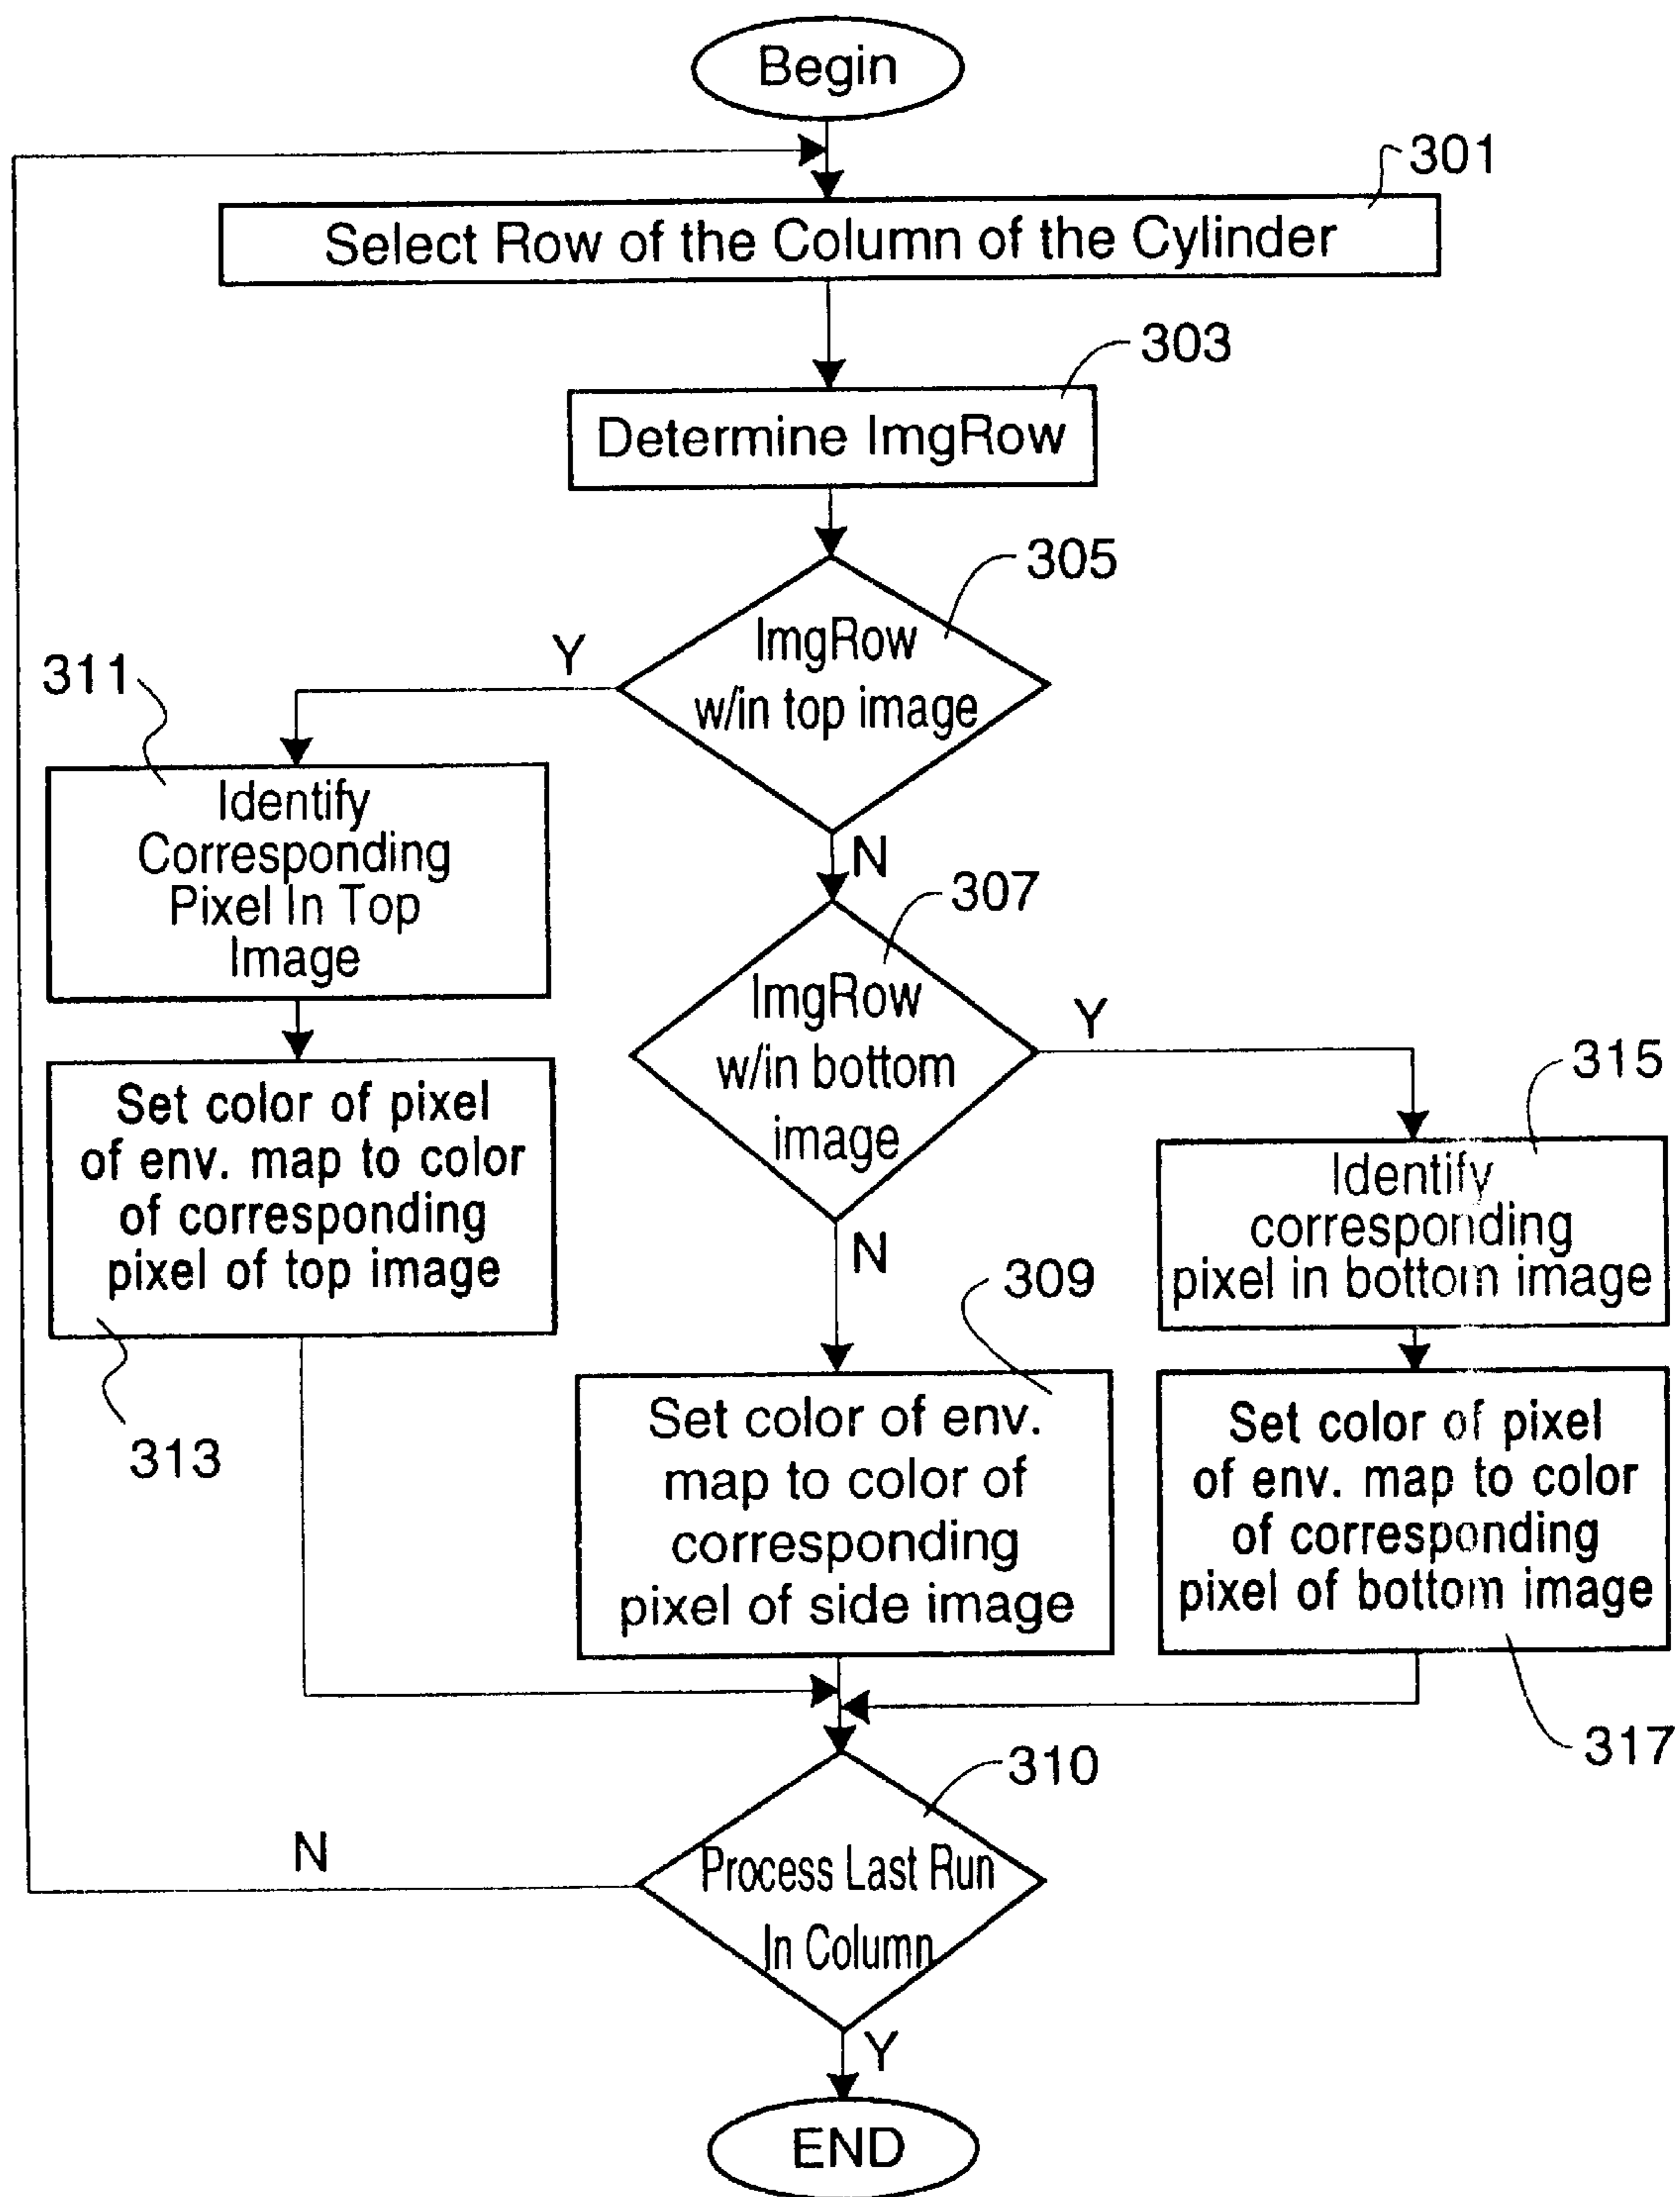 Begin
301
Select Row of the Column of the Cylinder
303
Determine ImgRow
305
ImgRow
w/in top image
Y
N
311
Identify
Corresponding
Pixel In Top
Image
Set color of pixel
of env. map to color
of corresponding
pixel of top image
313
307
ImgRow
w/in bottom
image
Y
N
315
Identify
corresponding
pixel in bottom image
309
Set color of env.
map to color of
corresponding
pixel of side image
Set color of pixel
of env. map to color
of corresponding
pixel of bottom image
317
310
Process Last Run
In Column
N
Y
END